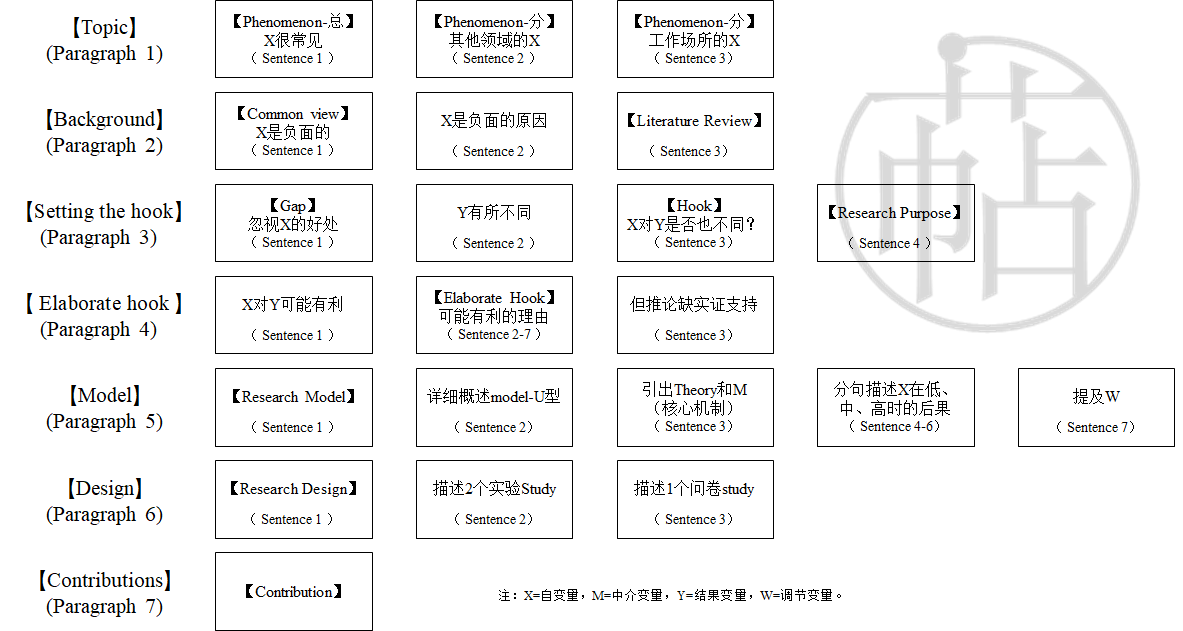 【Topic】
(Paragraph 1)
【Phenomenon-总】
X很常见
( Sentence 1 )
【Phenomenon-分】
其他领域的X
( Sentence 2 )
【Phenomenon-分】
工作场所的X
( Sentence 3)
【Background】
(Paragraph 2)
【Common view】
X是负面的
( Sentence 1 )
X是负面的原因
( Sentence 2 )
【Literature Review】
( Sentence 3)
【Setting the hook】
(Paragraph 3)
【Gap】
忽视X的好处
( Sentence 1 )
Y有所不同
( Sentence 2 )
【Hook】
X对Y是否也不同？
( Sentence 3)
【Research Purpose】
( Sentence 4 )
【 Elaborate hook 】
(Paragraph 4)
X对Y可能有利
( Sentence 1 )
【Elaborate Hook】
可能有利的理由
( Sentence 2-7 )
但推论缺实证支持
( Sentence 3)
【Model】
(Paragraph 5)
【Research Model】
( Sentence 1 )
详细概述model-U型
( Sentence 2)
引出Theory和M
（核心机制）
( Sentence 3)
分句描述X在低、
中、高时的后果
( Sentence 4-6)
提及W
( Sentence 7)
【Design】
(Paragraph 6)
【Research Design】
( Sentence 1 )
描述2个实验Study
( Sentence 2)
描述1个问卷study
( Sentence 3)
【Contributions】
(Paragraph 7)
【Contribution】
注：X=自变量，M=中介变量，Y=结果变量，W=调节变量。